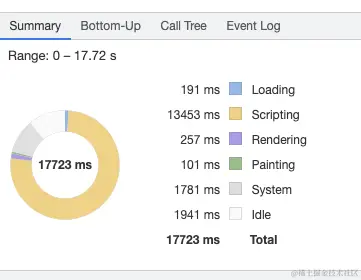 Summary Bottom-Up Call Tree Event Log
Range: 0 – 17.72 s
191 ms Loading
13453 ms Scripting
257 ms Rendering
17723 ms
101 ms Painting
1781 ms System
1941 ms Idle
17723 ms Total
@稀土掘金技术社区